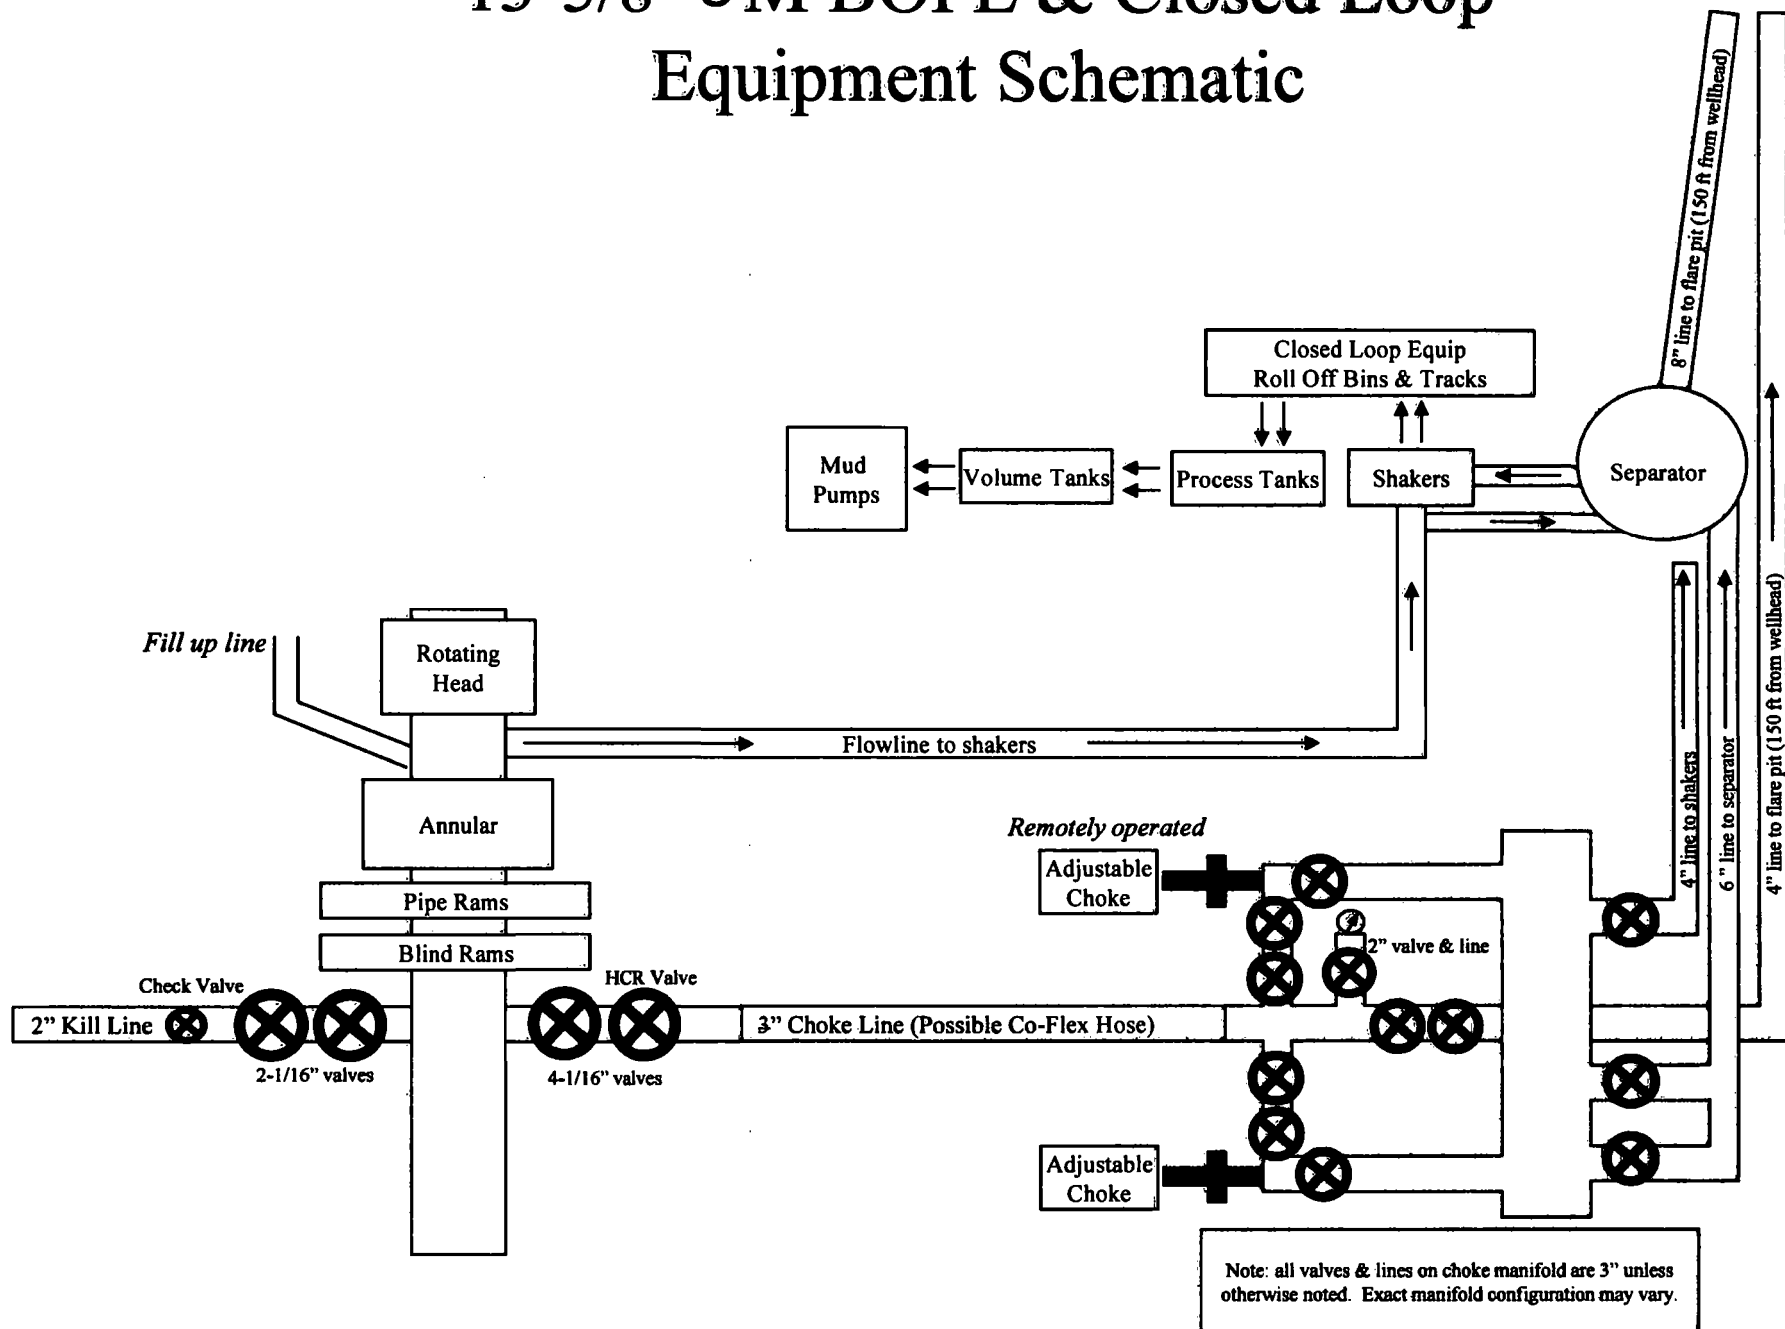 BOPE & Closed Loop
Equipment Schematic
8" line to flare pit (150 ft from wellhead)
Closed Loop Equip
Roll Off Bins & Tracks
Mud
Pumps
Volume Tanks
Process Tanks
Shakers
Separator
Fill up line
Rotating
Head
Flowline to shakers
Annular
Pipe Rams
Blind Rams
Remotely operated
Adjustable
Choke
2" valve & line
4" line to shakers
6 " line to separator
4" line to flare pit (150 ft from wellhead)
Check Valve
HCR Valve
2" Kill Line
3" Choke Line (Possible Co-Flex Hose)
2-1/16" valves
4-1/16" valves
Adjustable
Choke
Note: all valves & lines on choke manifold are 3" unless
otherwise noted. Exact manifold configuration may vary.